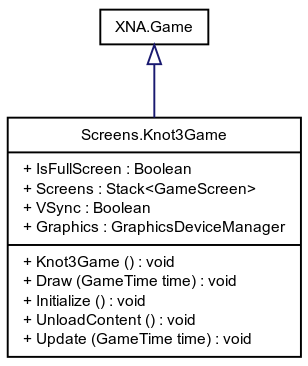 XNA.Game
Screens.Knot3Game
+ IsFullScreen : Boolean
+ Screens : Stack<GameScreen>
+ VSync : Boolean
+ Graphics : GraphicsDeviceManager
+ Knot3Game () : void
+ Draw (GameTime time) : void
+ Initialize () : void
+ UnloadContent () : void
+ Update (GameTime time) : void